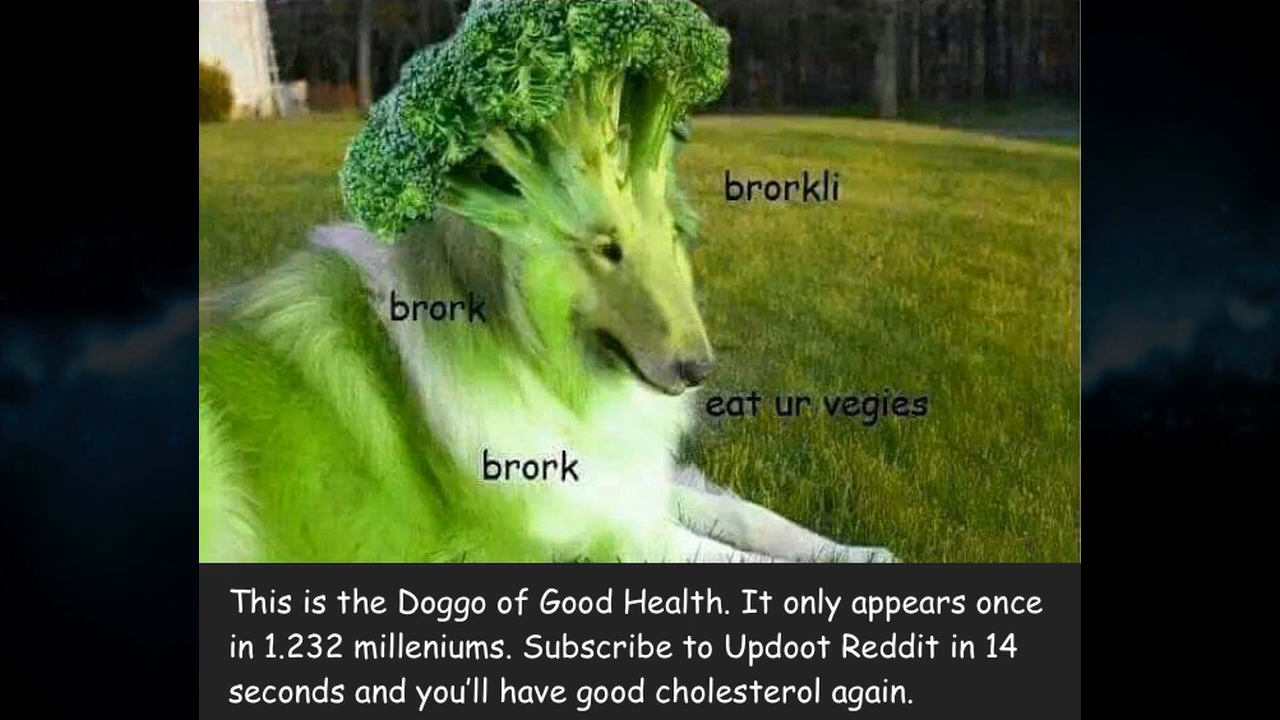 brorkli
brork
eat ur vegies
brork
This is the Doggo of Good Health. It only appears once
in 1.232 milleniums. Subscribe to Updoot Reddit in 14
seconds and you'll have good cholesterol again.